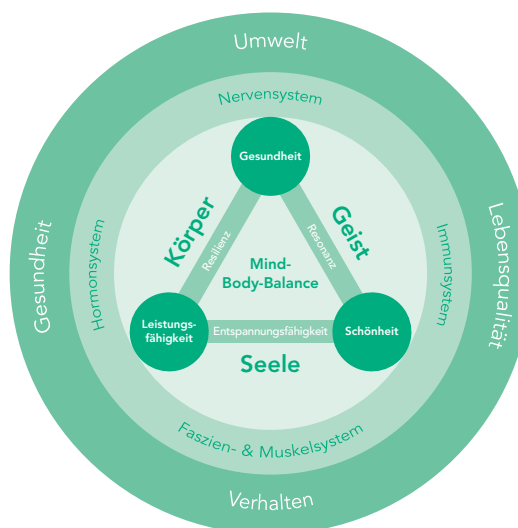 Umwelt
Nervensystem
Gesundheit
Körper
Geist
Resilienz
Resonanz
Gesundheit
Hormonsystem
Mind-
Body-Balance
Immunsystem
Lebensqualität
Leistungs-
fähigkeit
Entspannungsfähigkeit
Schönheit
Seele
Faszien- & Muskelsystem
Verhalten